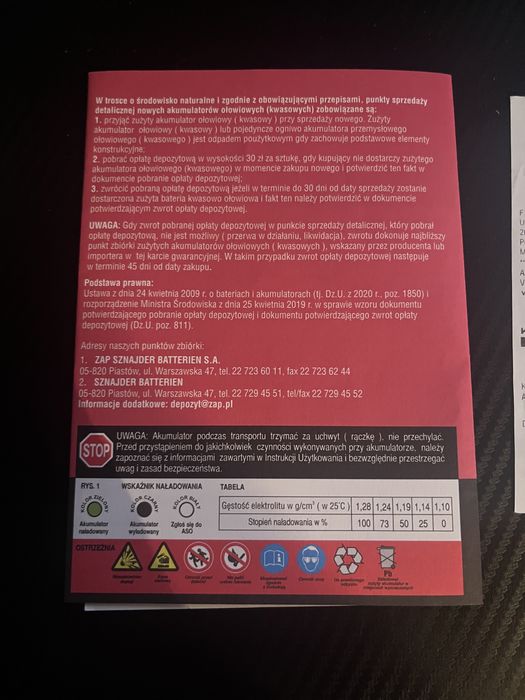 W trosce o środowisko naturalne i zgodnie z obowiązującymi przepisami, punkty sprzedaży
detalicznej nowych akumulatorów ołowiowych (kwasowych) zobowiązane są:
1. przyjąć zużyty akumulator ołowiowy ( kwasowy ) przy sprzedaży nowego. Zużyty
akumulator ołowiowy ( kwasowy ) lub pojedyncze ogniwo akumulatora przemysłowego
ołowiowego ( kwasowego ) jest odpadem poużytkowym gdy zachowuje podstawowe elementy
konstrukcyjne;
2. pobrać opłatę depozytową w wysokości 30 zł za sztukę, gdy kupujący nie dostarczy zużytego
akumulatora ołowiowego (kwasowego) w momencie zakupu nowego i potwierdzić ten fakt w
dokumencie pobrania opłaty depozytowej;
3. zwrócić pobraną opłatę depozytową jeżeli w terminie do 30 dni od daty sprzedaży zostanie
dostarczona zużyta bateria kwasowo ołowiowa i fakt ten należy potwierdzić w dokumencie
potwierdzającym zwrot opłaty depozytowej.
UWAGA: Gdy zwrot pobranej opłaty depozytowej w punkcie sprzedaży detalicznej, który pobrał
opłatę depozytową, nie jest możliwy ( przerwa w działaniu, likwidacja), zwrotu dokonuje najbliższy
punkt zbiórki zużytych akumulatorów ołowiowych ( kwasowych ), wskazany przez producenta lub
importera w tej karcie gwarancyjnej. W takim przypadku zwrot opłaty depozytowej następuje
w terminie 45 dni od daty zakupu.
Podstawa prawna:
Ustawa z dnia 24 kwietnia 2009 r. o bateriach i akumulatorach (tj. Dz.U. z 2020 r., poz. 1850) i
rozporządzenie Ministra Środowiska z dnia 25 kwietnia 2019 r. w sprawie wzoru dokumentu
potwierdzającego pobranie opłaty depozytowej i dokumentu potwierdzającego zwrot opłaty
depozytowej (Dz.U. poz. 811).
Adresy naszych punktów zbiórki:
1. ZAP SZNAJDER BATTERIEN S.A.
05-820 Piastów, ul. Warszawska 47, tel. 22 723 60 11, fax 22 723 62 44
2. SZNAJDER BATTERIEN
05-820 Piastów, ul. Warszawska 47, tel. 22 729 45 51, tel/fax 22 729 45 52
Informacje dodatkowe: depozyt@zap.pl
STOP
UWAGA: Akumulator podczas transportu trzymać za uchwyt ( rączkę ), nie przechylać.
Przed przystąpieniem do jakichkolwiek czynności wykonywanych przy akumulatorze, należy
zapoznać się z informacjami zawartymi w Instrukcji Użytkowania i bezwzględnie przestrzegać
uwag i zasad bezpieczeństwa.
RYS. 1 WSKAŹNIK NAŁADOWANIA TABELA
KOLOR ZIELONY KOLOR CZARNY KOLOR BIAŁY
Akumulator naładowany
Akumulator wyładowany
Zgłoś się do ASO
Gęstość elektrolitu w g/cm³ ( w 25˚C ) 1,28 1,24 1,19 1,14 1,10
Stopień naładowania w % 100 73 50 25 0
OSTRZEŻENIA
Pb